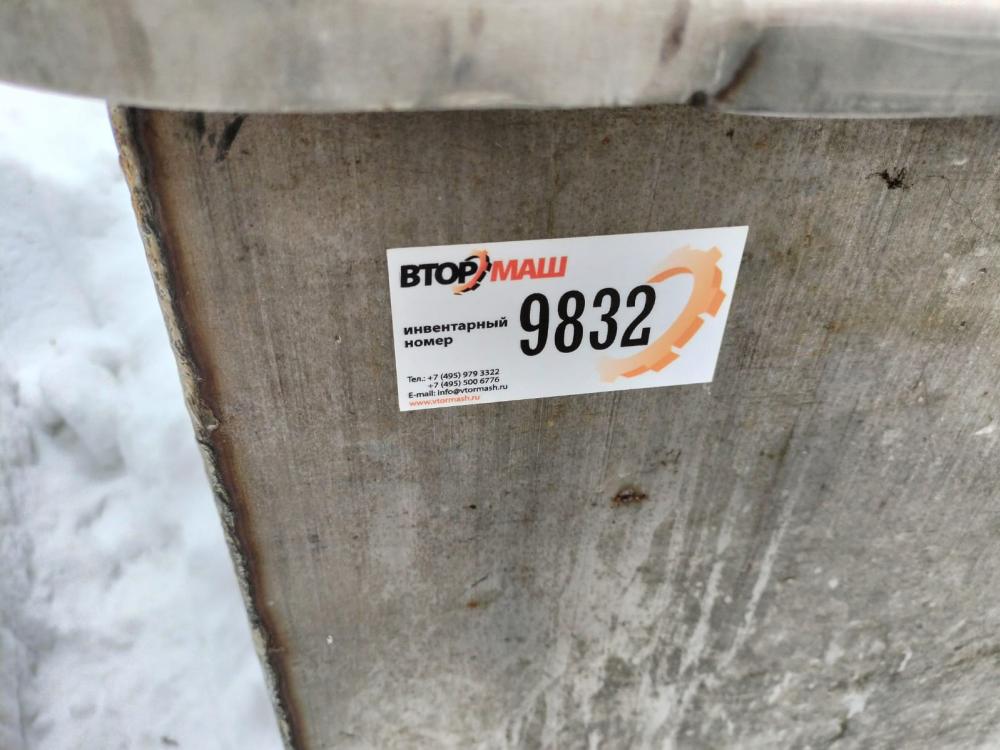 ВТОРМАШ
инвентарный
номер
9832
Тел.: +7 (495) 979 3322
+7 (495) 500 6776
E-mail: info@vtormash.ru
www.vtormash.ru